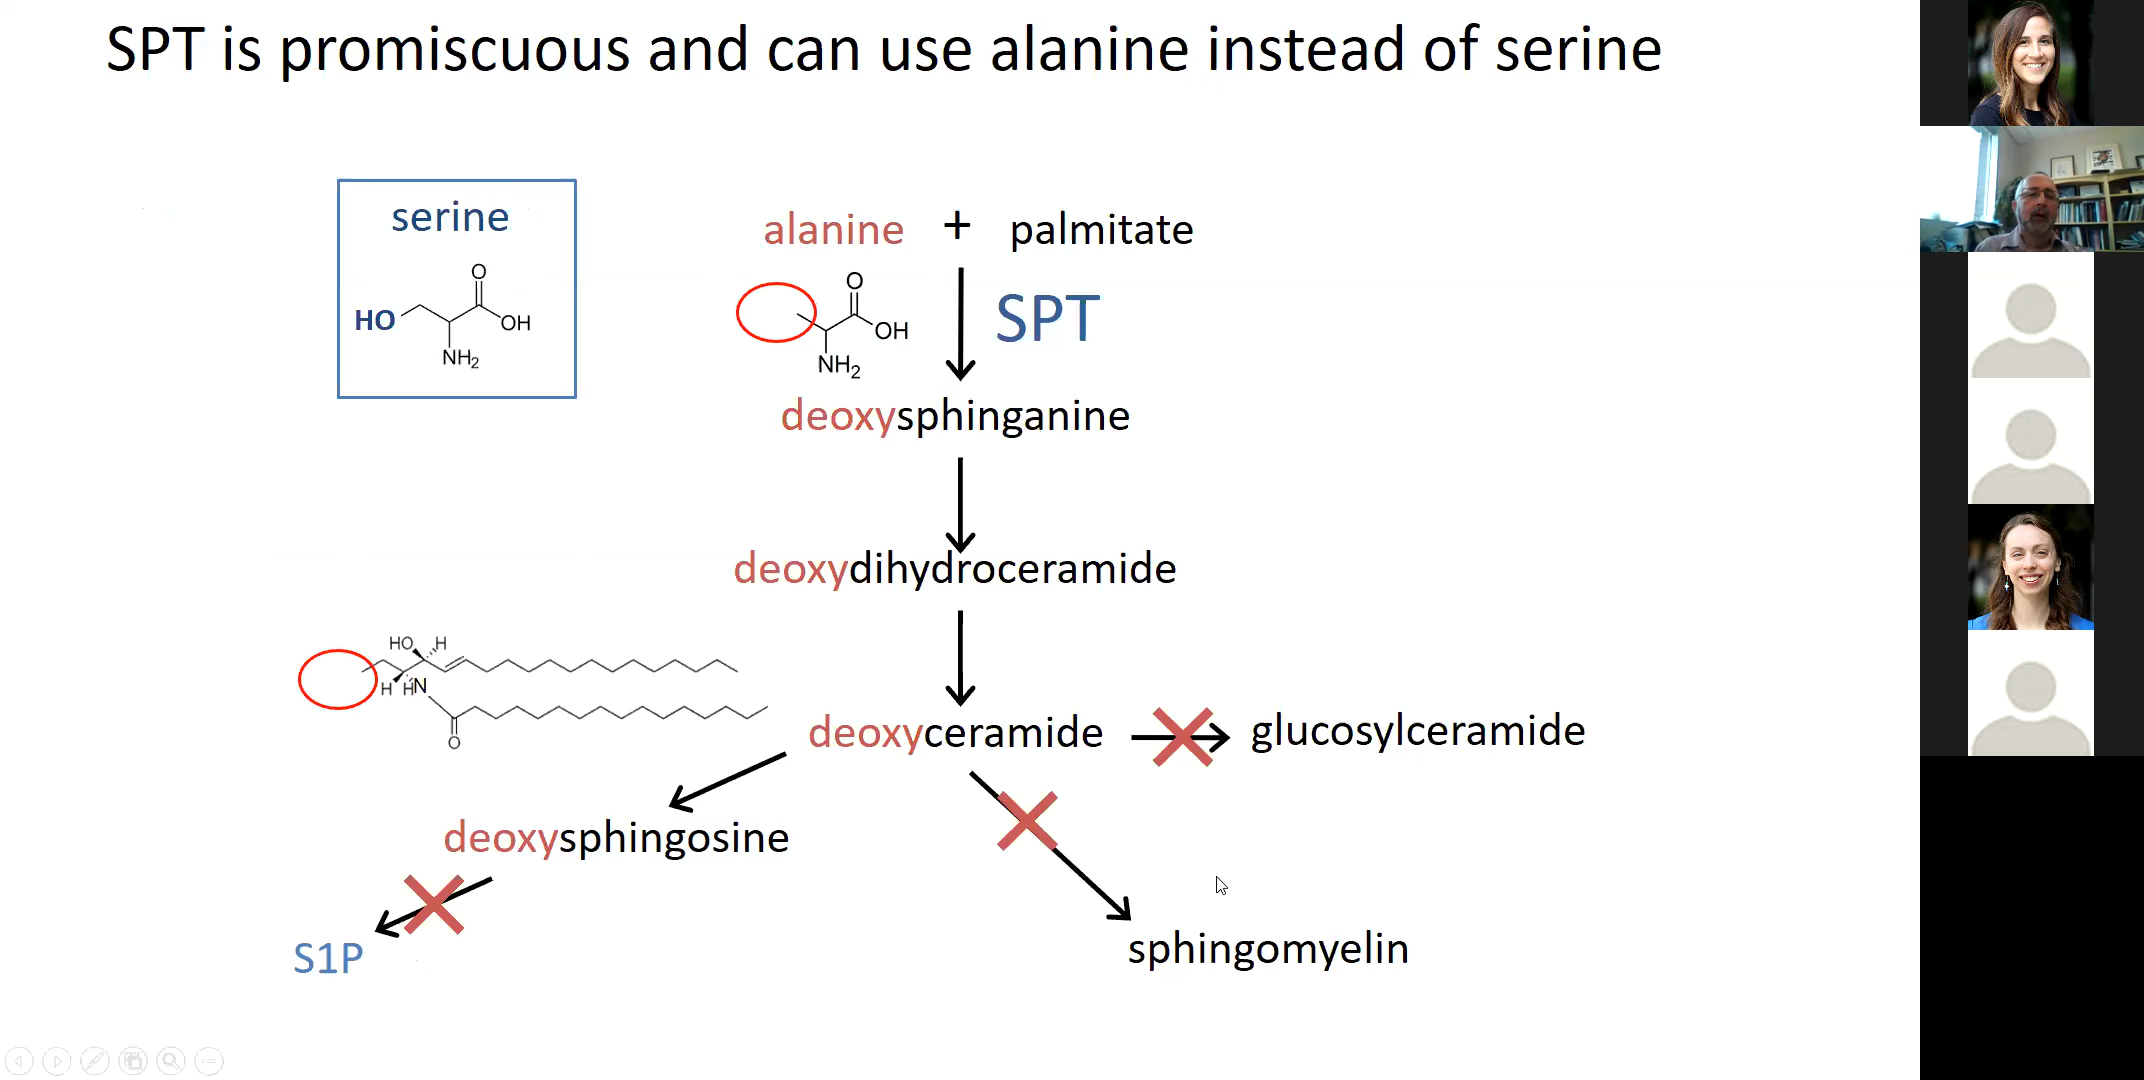 SPT is promiscuous and can use alanine instead of serine
serine
O
HO
OH
NH2
alanine + palmitate
O
OH
NH2
SPT
deoxysphinganine
deoxydihydroceramide
HO H
H HN
O
deoxyceramide
glucosylceramide
deoxysphingosine
S1P
sphingomyelin